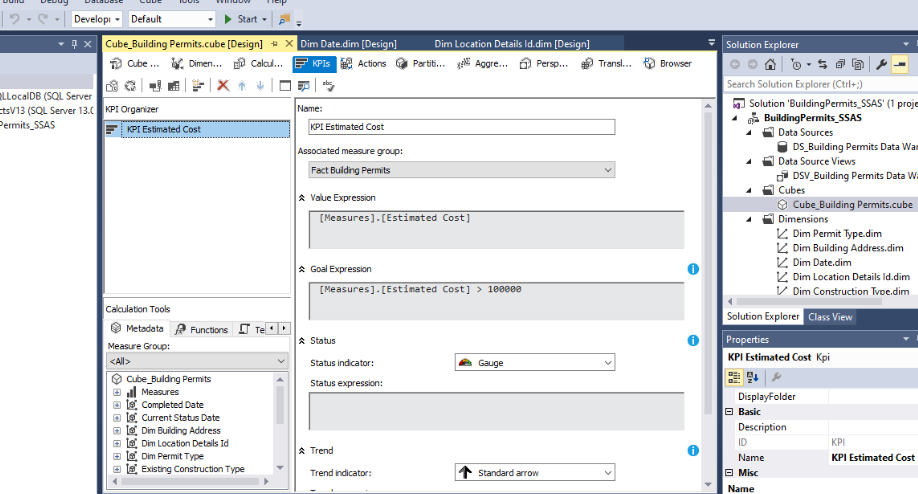 Build Debug Database Cube Tools Window Help
Develop Default Start
Cube_Building Permits.cube [Design] Dim Date.dim [Design] Dim Location Details Id.dim [Design]
Cube ... Dimen... Calcul... KPIs Actions Partiti... Aggre... Persp... Transl... Browser
QLLocalDB (SQL Server
ctsV13 (SQL Server 13.0
Permits_SSAS
KPI Organizer
KPI Estimated Cost
Calculation Tools
Metadata Functions Te
Measure Group:
<All>
Cube_Building Permits
Measures
Completed Date
Current Status Date
Dim Building Address
Dim Location Details Id
Dim Permit Type
Existing Construction Type
Name:
KPI Estimated Cost
Associated measure group:
Fact Building Permits
Value Expression
[Measures].[Estimated Cost]
Goal Expression
[Measures].[Estimated Cost] > 100000
Status
Status indicator: Gauge
Status expression:
Trend
Trend indicator: Standard arrow
Solution Explorer
Search Solution Explorer (Ctrl+;)
Solution 'BuildingPermits_SSAS' (1 proje
BuildingPermits_SSAS
Data Sources
DS_Building Permits Data War
Data Source Views
DSV_Building Permits Data Wa
Cubes
Cube_Building Permits.cube
Dimensions
Dim Permit Type.dim
Dim Building Address.dim
Dim Date.dim
Dim Location Details Id.dim
Dim Construction Type.dim
Solution Explorer Class View
Properties
KPI Estimated Cost Kpi
DisplayFolder
Basic
Description
ID KPI
Name KPI Estimated Cost
Misc
Name